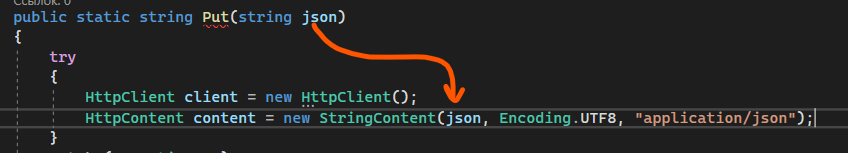 Ссылок: 0
public static string Put(string json)
{
try
{
HttpClient client = new HttpClient();
HttpContent content = new StringContent(json, Encoding.UTF8, "application/json");
}